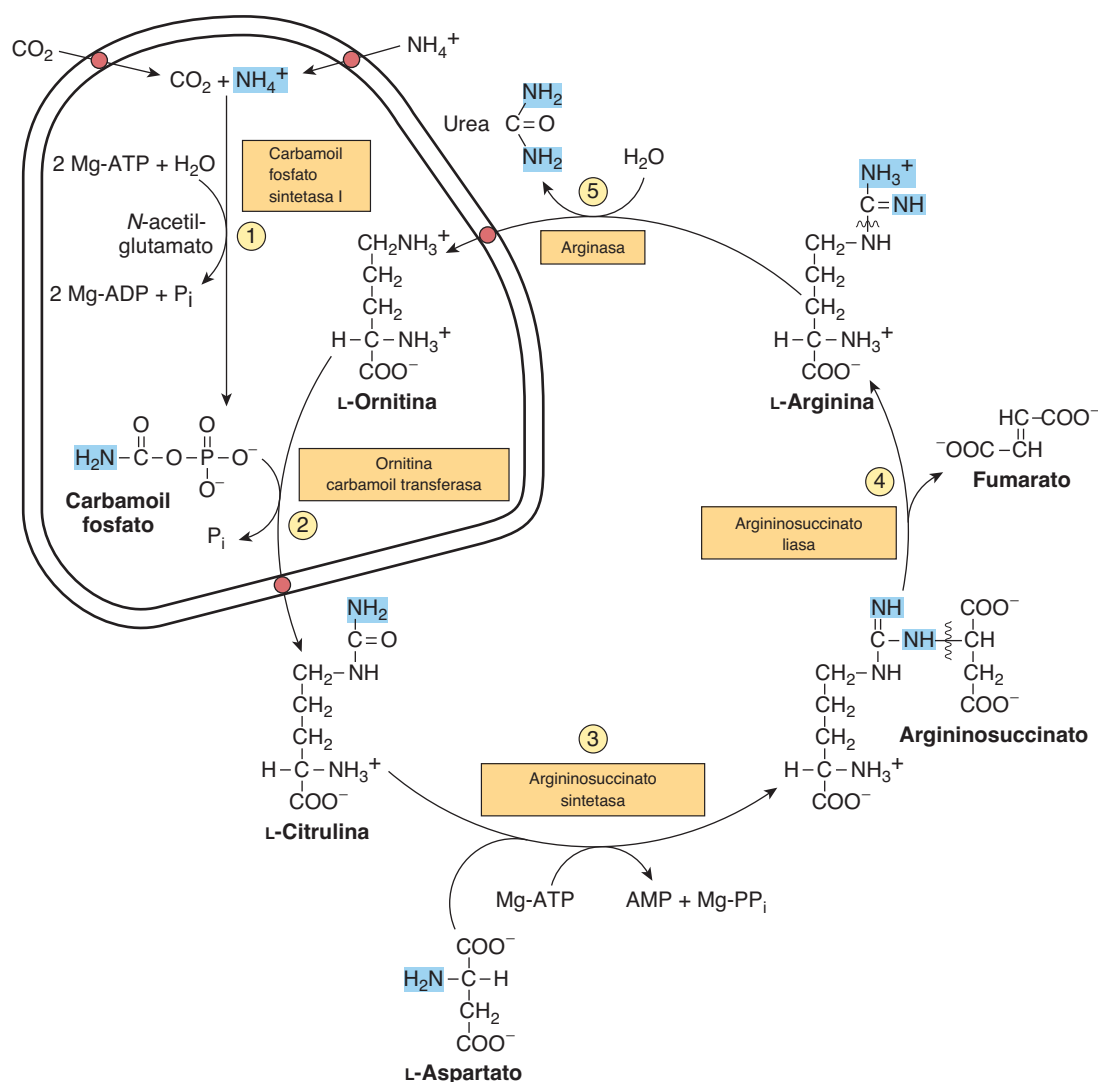 CO₂
NH₄⁺
CO₂ + NH₄⁺
2 Mg-ATP + H₂O
Carbamoil
fosfato
sintetasa I
N-acetil-
glutamato
1
2 Mg-ADP + Pᵢ
CH₂NH₃⁺
CH₂
CH₂
H–C–NH₃⁺
COO⁻
L-Ornitina
O O
H₂N–C–O–P–O⁻
O⁻
Carbamoil
fosfato
Ornitina
carbamoil transferasa
2
Pᵢ
NH₂
Urea C=O
NH₂
H₂O
5
Arginasa
NH₃⁺
C=NH
CH₂–NH
CH₂
CH₂
H–C–NH₃⁺
COO⁻
L-Arginina
HC–COO⁻
⁻OOC–CH
Fumarato
4
Argininosuccinato
liasa
NH COO⁻
C–NH–CH
CH₂–NH CH₂
CH₂ COO⁻
Argininosuccinato
CH₂
H–C–NH₃⁺
COO⁻
NH₂
C=O
CH₂–NH
CH₂
CH₂
H–C–NH₃⁺
COO⁻
L-Citrulina
3
Argininosuccinato
sintetasa
Mg-ATP
AMP + Mg-PPᵢ
COO⁻
H₂N–C–H
CH₂
COO⁻
L-Aspartato